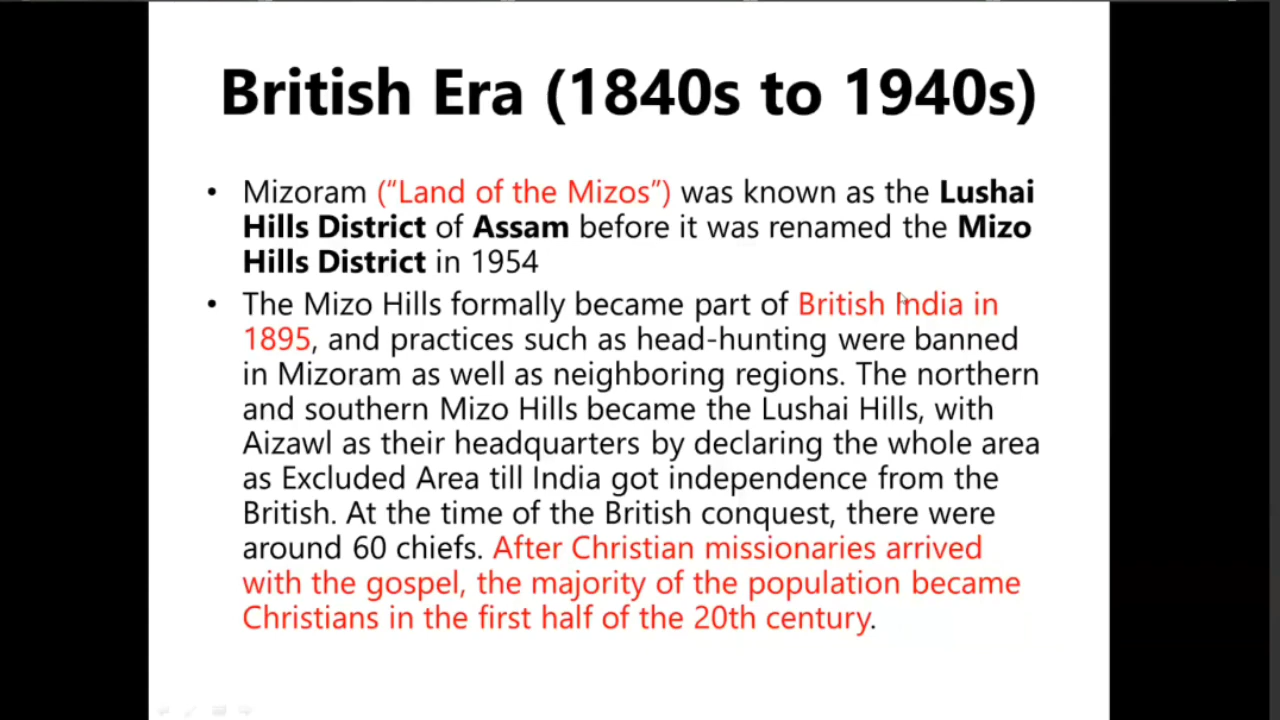 British Era (1840s to 1940s)
• Mizoram (“Land of the Mizos”) was known as the Lushai
Hills District of Assam before it was renamed the Mizo
Hills District in 1954
• The Mizo Hills formally became part of British India in
1895, and practices such as head-hunting were banned
in Mizoram as well as neighboring regions. The northern
and southern Mizo Hills became the Lushai Hills, with
Aizawl as their headquarters by declaring the whole area
as Excluded Area till India got independence from the
British. At the time of the British conquest, there were
around 60 chiefs. After Christian missionaries arrived
with the gospel, the majority of the population became
Christians in the first half of the 20th century.